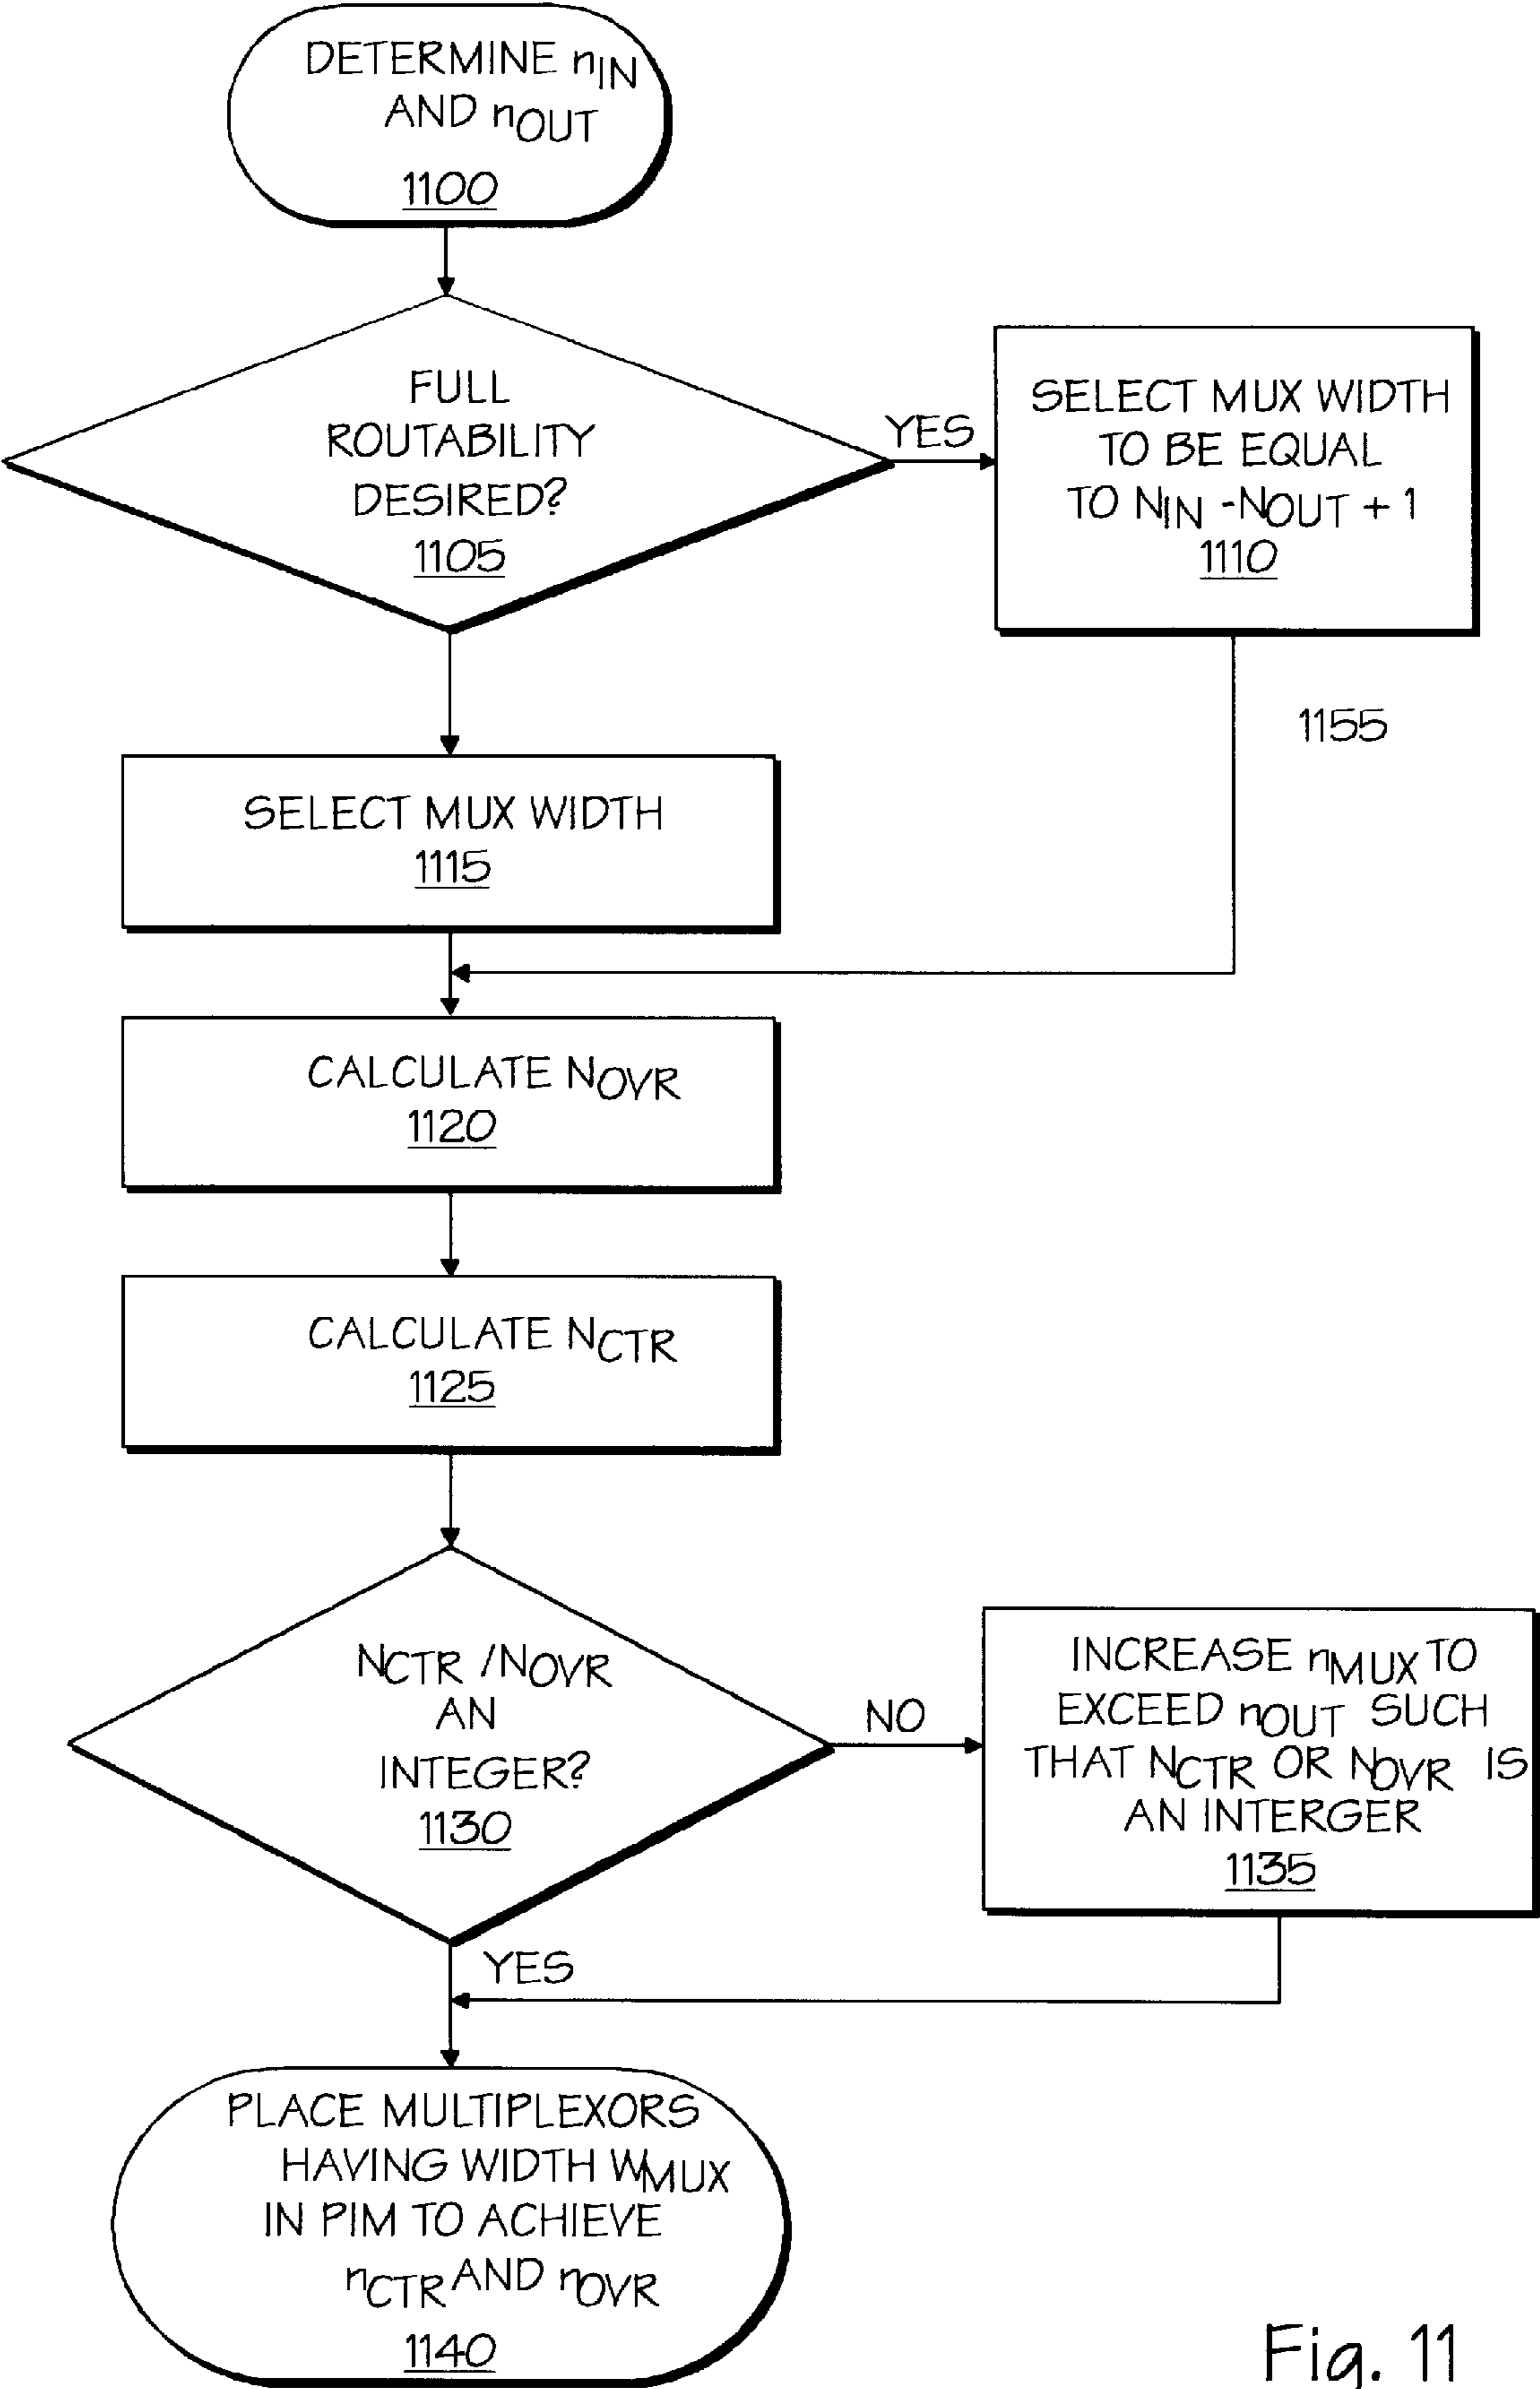 DETERMINE nIN
AND nOUT
1100
FULL
ROUTABILITY
DESIRED?
1105
YES
SELECT MUX WIDTH
TO BE EQUAL
TO NIN -NOUT + 1
1110
1155
SELECT MUX WIDTH
1115
CALCULATE NOVR
1120
CALCULATE NCTR
1125
NCTR /NOVR
AN
INTEGER?
1130
NO
INCREASE nMUX TO
EXCEED nOUT SUCH
THAT NCTR OR NOVR IS
AN INTERGER
1135
YES
PLACE MULTIPLEXORS
HAVING WIDTH WMUX
IN PIM TO ACHIEVE
nCTR AND nOVR
1140
Fig. 11